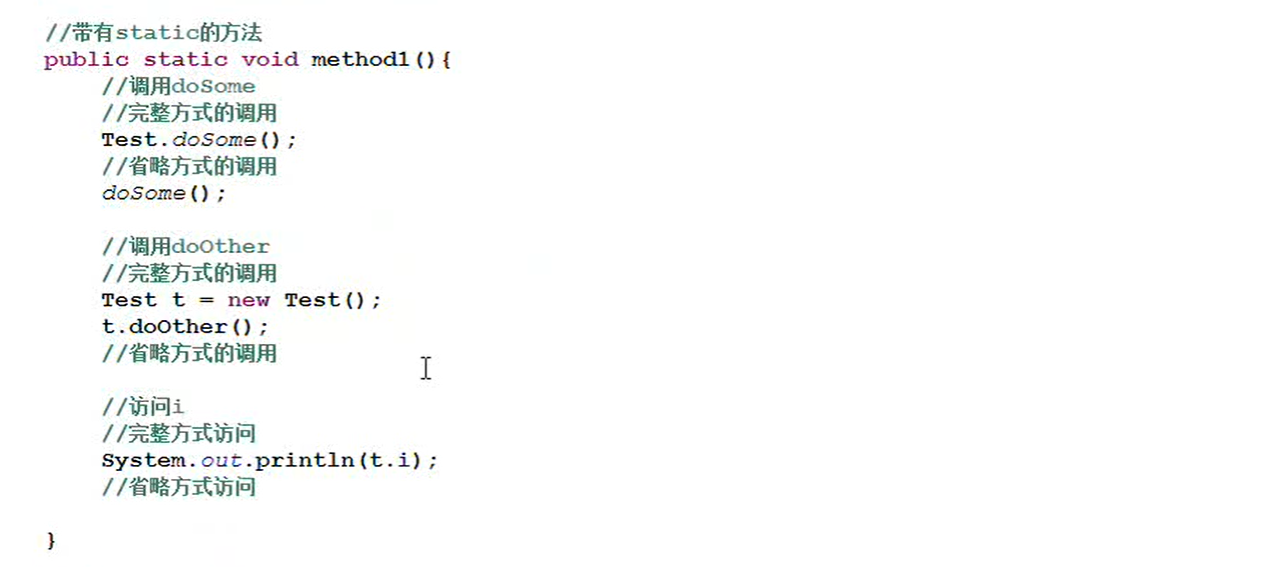 //带有static的方法
public static void method1(){
//调用doSome
//完整方式的调用
Test.doSome();
//省略方式的调用
doSome();
//调用doOther
//完整方式的调用
Test t = new Test();
t.doOther();
//省略方式的调用
//访问i
//完整方式访问
System.out.println(t.i);
//省略方式访问
}